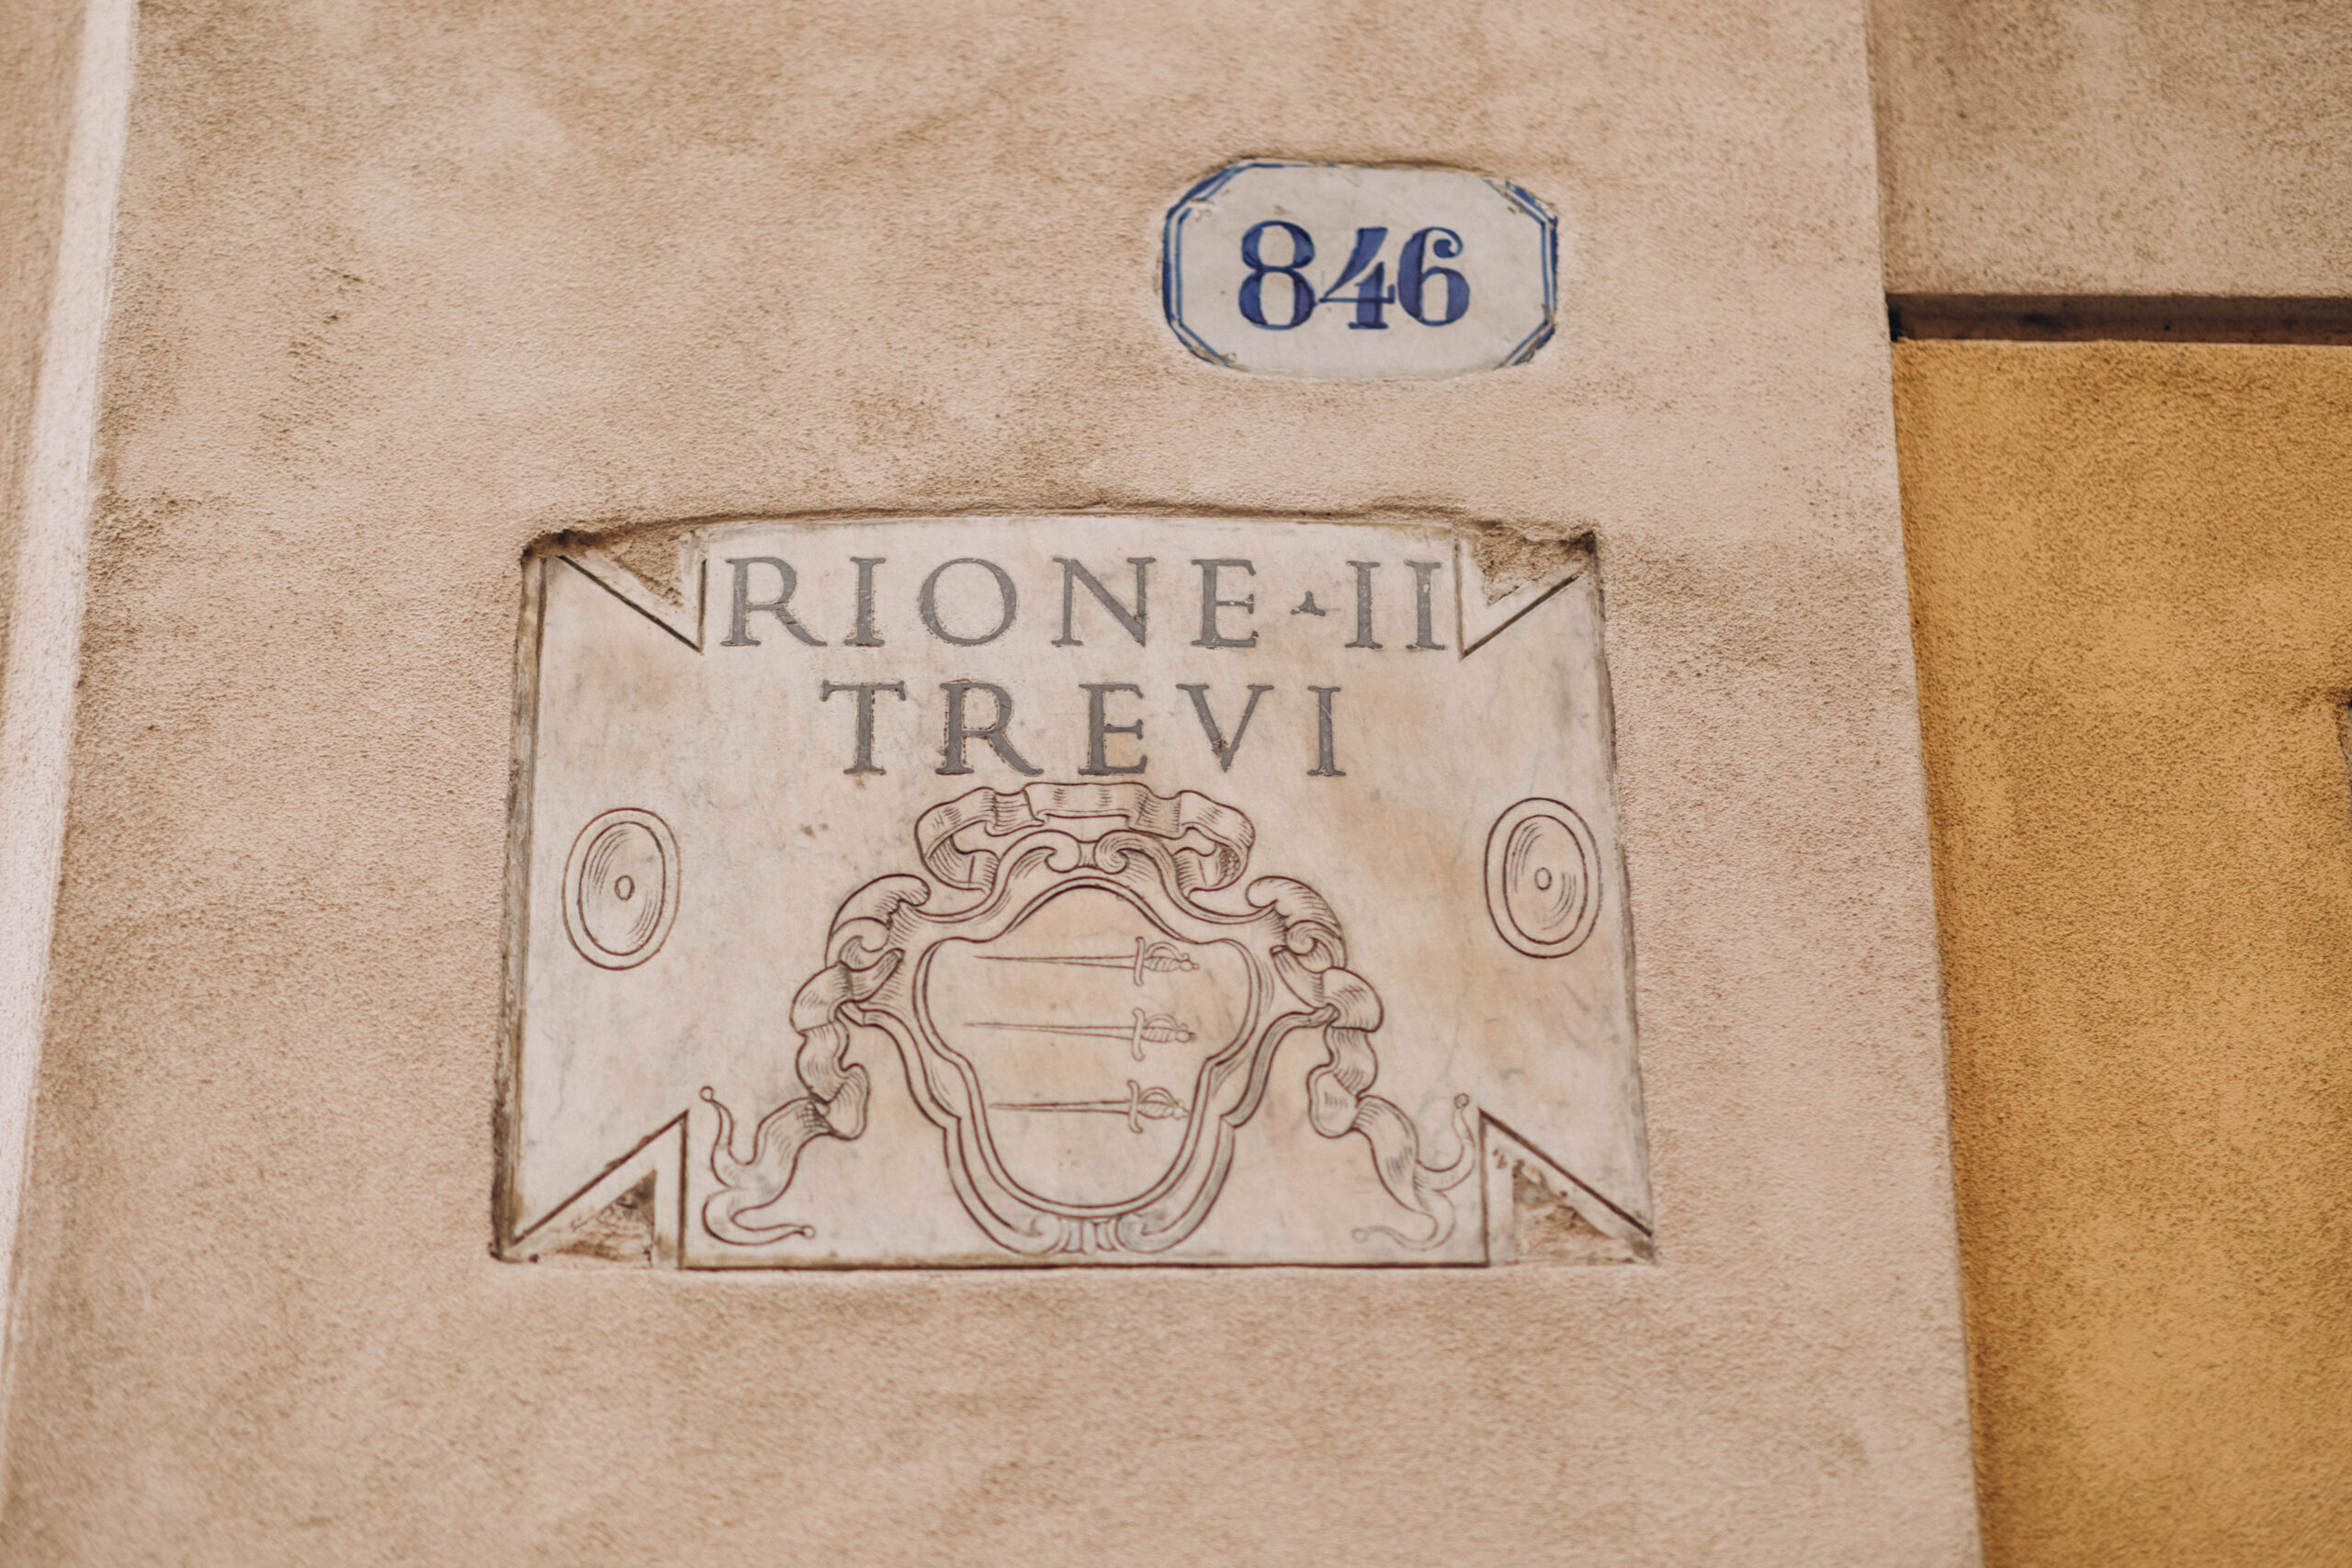 846
RIONE · II
TREVI